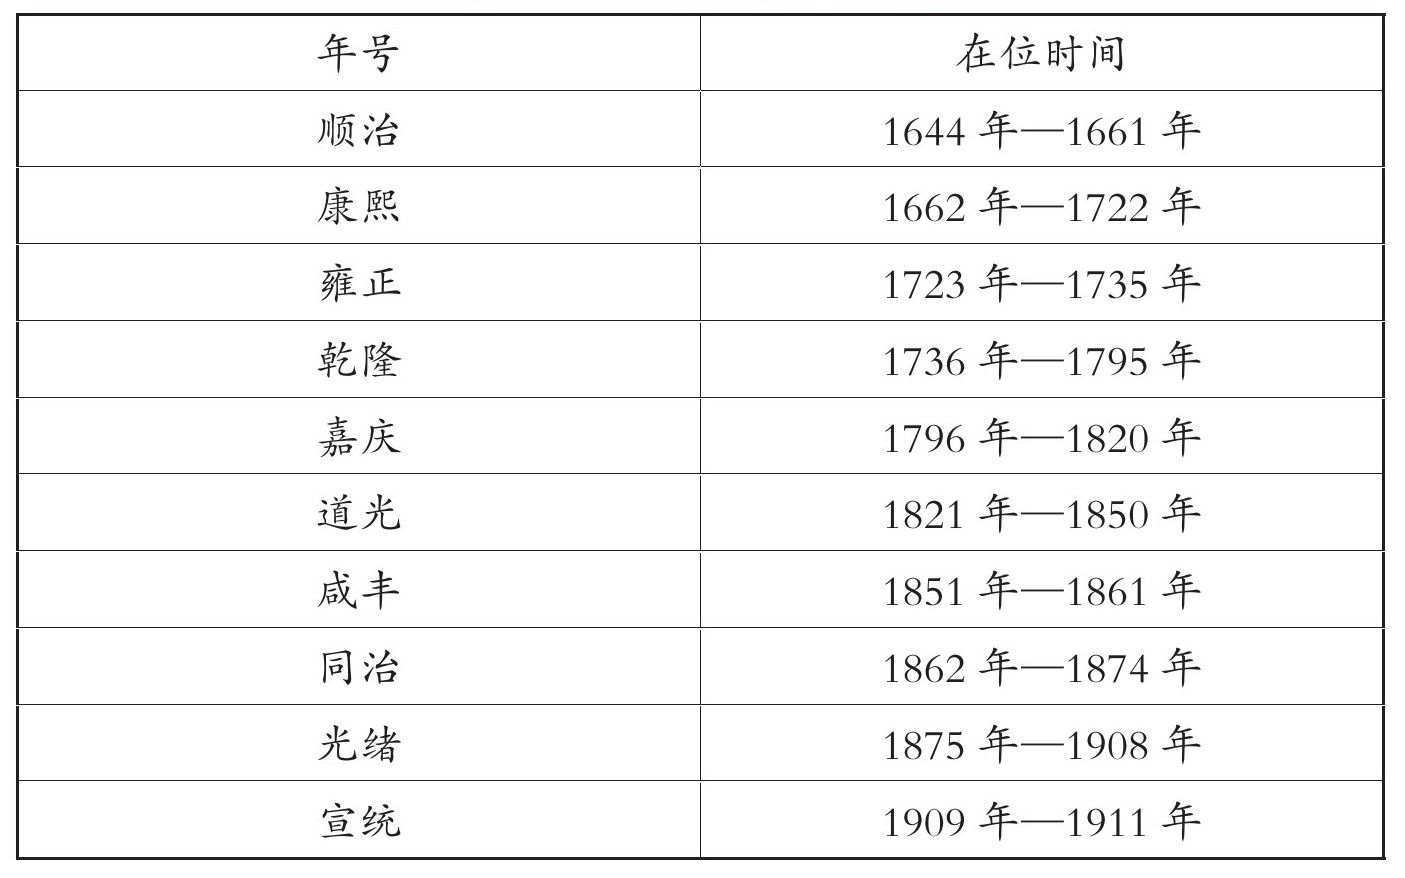 年号 在位时间
顺治 1644 年—1661 年
康熙 1662 年—1722 年
雍正 1723 年—1735 年
乾隆 1736 年—1795 年
嘉庆 1796 年—1820 年
道光 1821 年—1850 年
咸丰 1851 年—1861 年
同治 1862 年—1874 年
光绪 1875 年—1908 年
宣统 1909 年—1911 年